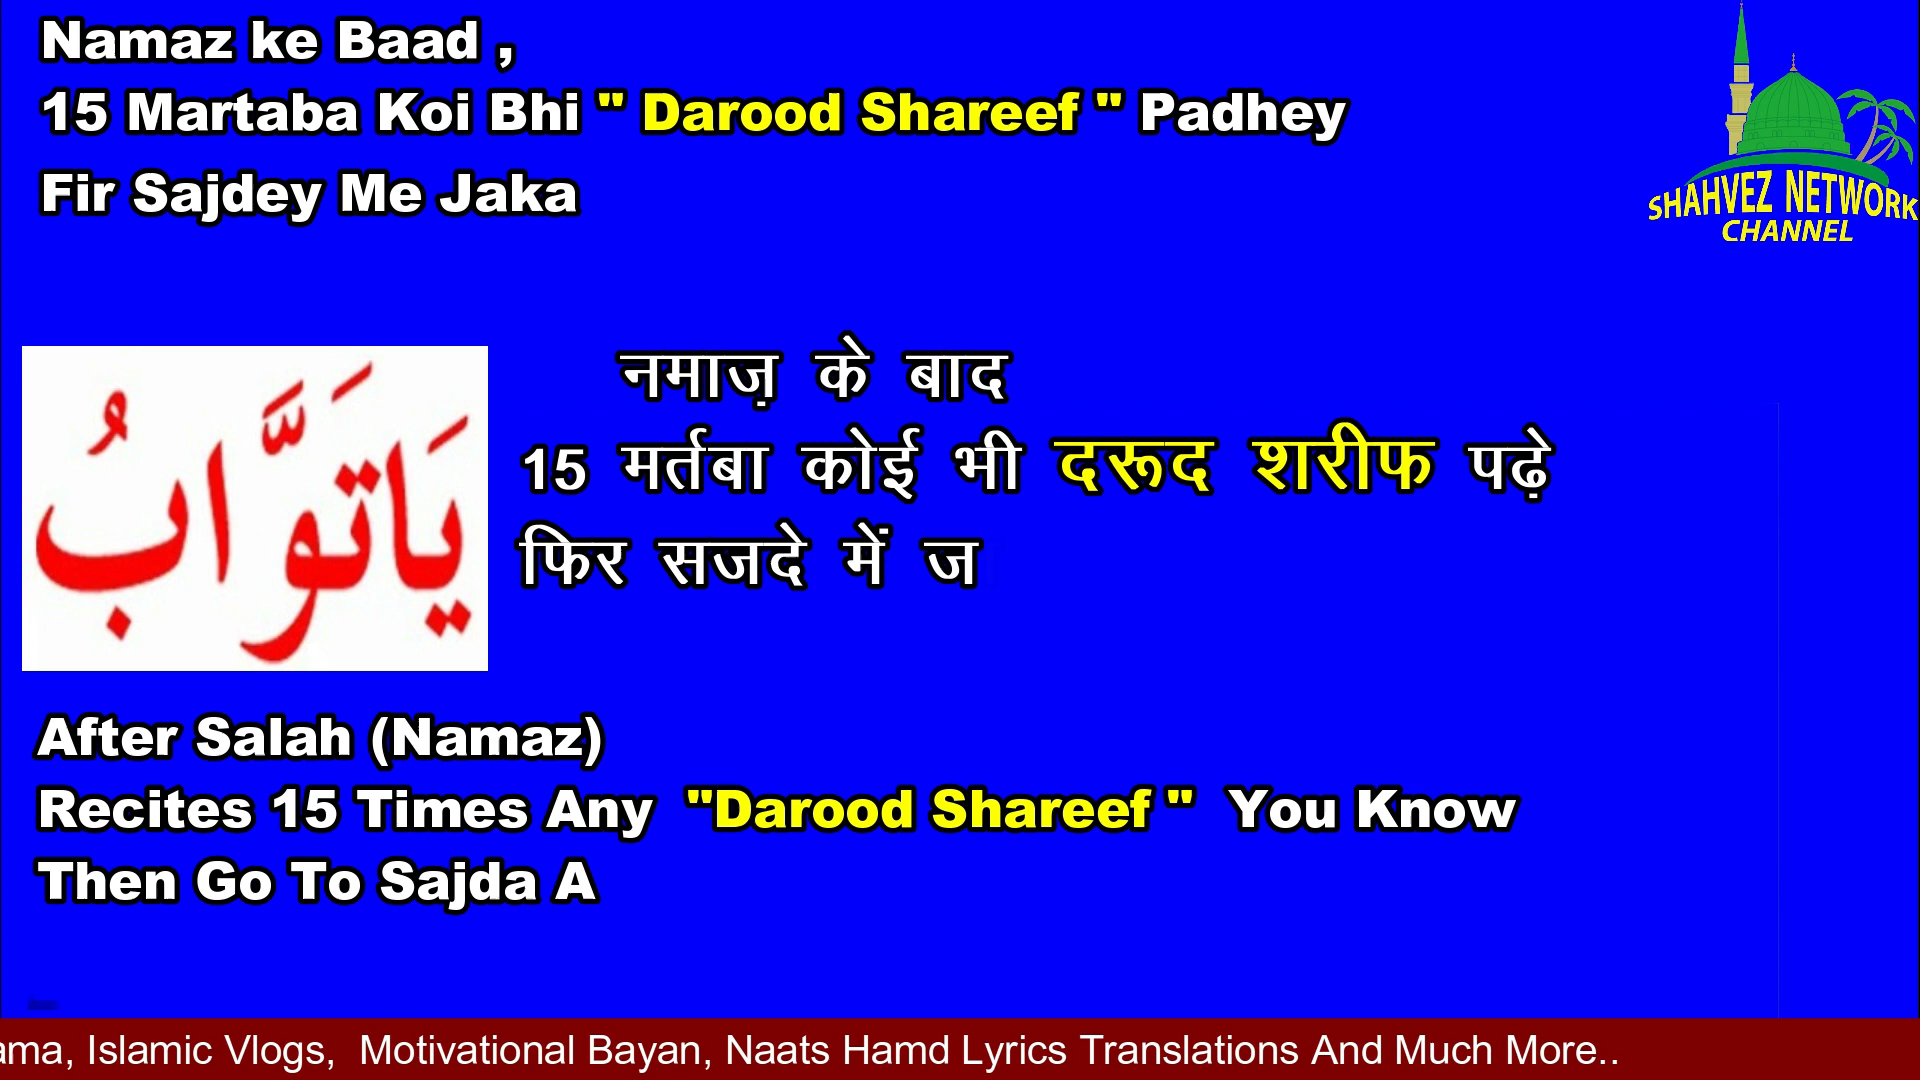 Namaz ke Baad ,
15 Martaba Koi Bhi " Darood Shareef " Padhey
Fir Sajdey Me Jaka
SHAHVEZ NETWORK
CHANNEL
يَاتَوَّابُ
नमाज़ के बाद
15 मर्तबा कोई भी दरूद शरीफ पढ़े
फिर सजदे में ज
After Salah (Namaz)
Recites 15 Times Any "Darood Shareef " You Know
Then Go To Sajda A
ama, Islamic Vlogs, Motivational Bayan, Naats Hamd Lyrics Translations And Much More..